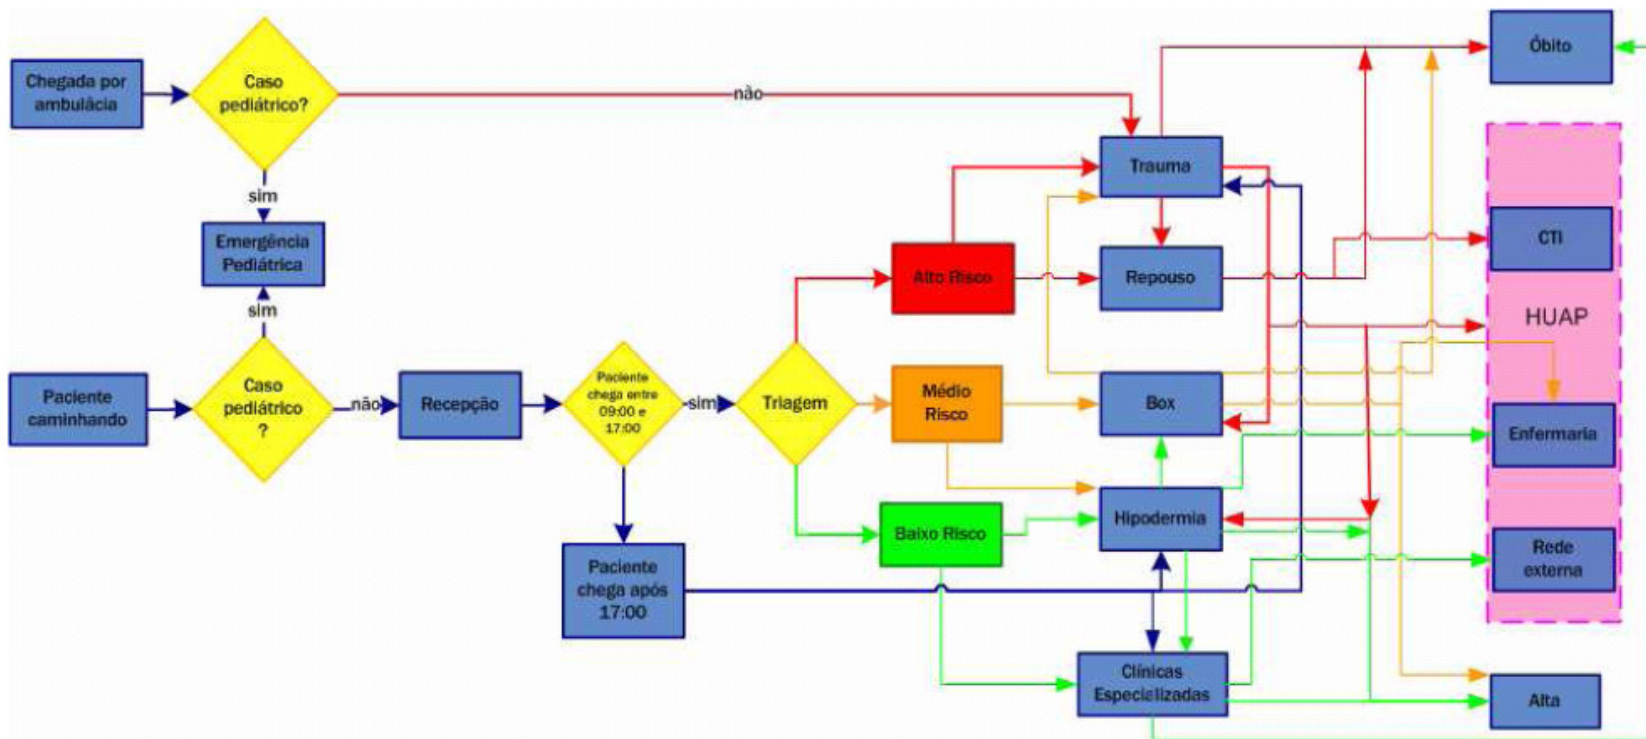 Chegada por
ambulácia
Caso
pediátrico?
não
Óbito
sim
Trauma
Emergência
Pediátrica
CTI
Alto Risco
Repouso
sim
HUAP
Paciente
caminhando
Caso
pediátrico
?
não
Recepção
Paciente
chega entre
09:00 e
17:00
sim
Triagem
Médio
Risco
Box
Enfermaria
Baixo Risco
Hipodermia
Rede
externa
Paciente
chega após
17:00
Clínicas
Especializadas
Alta